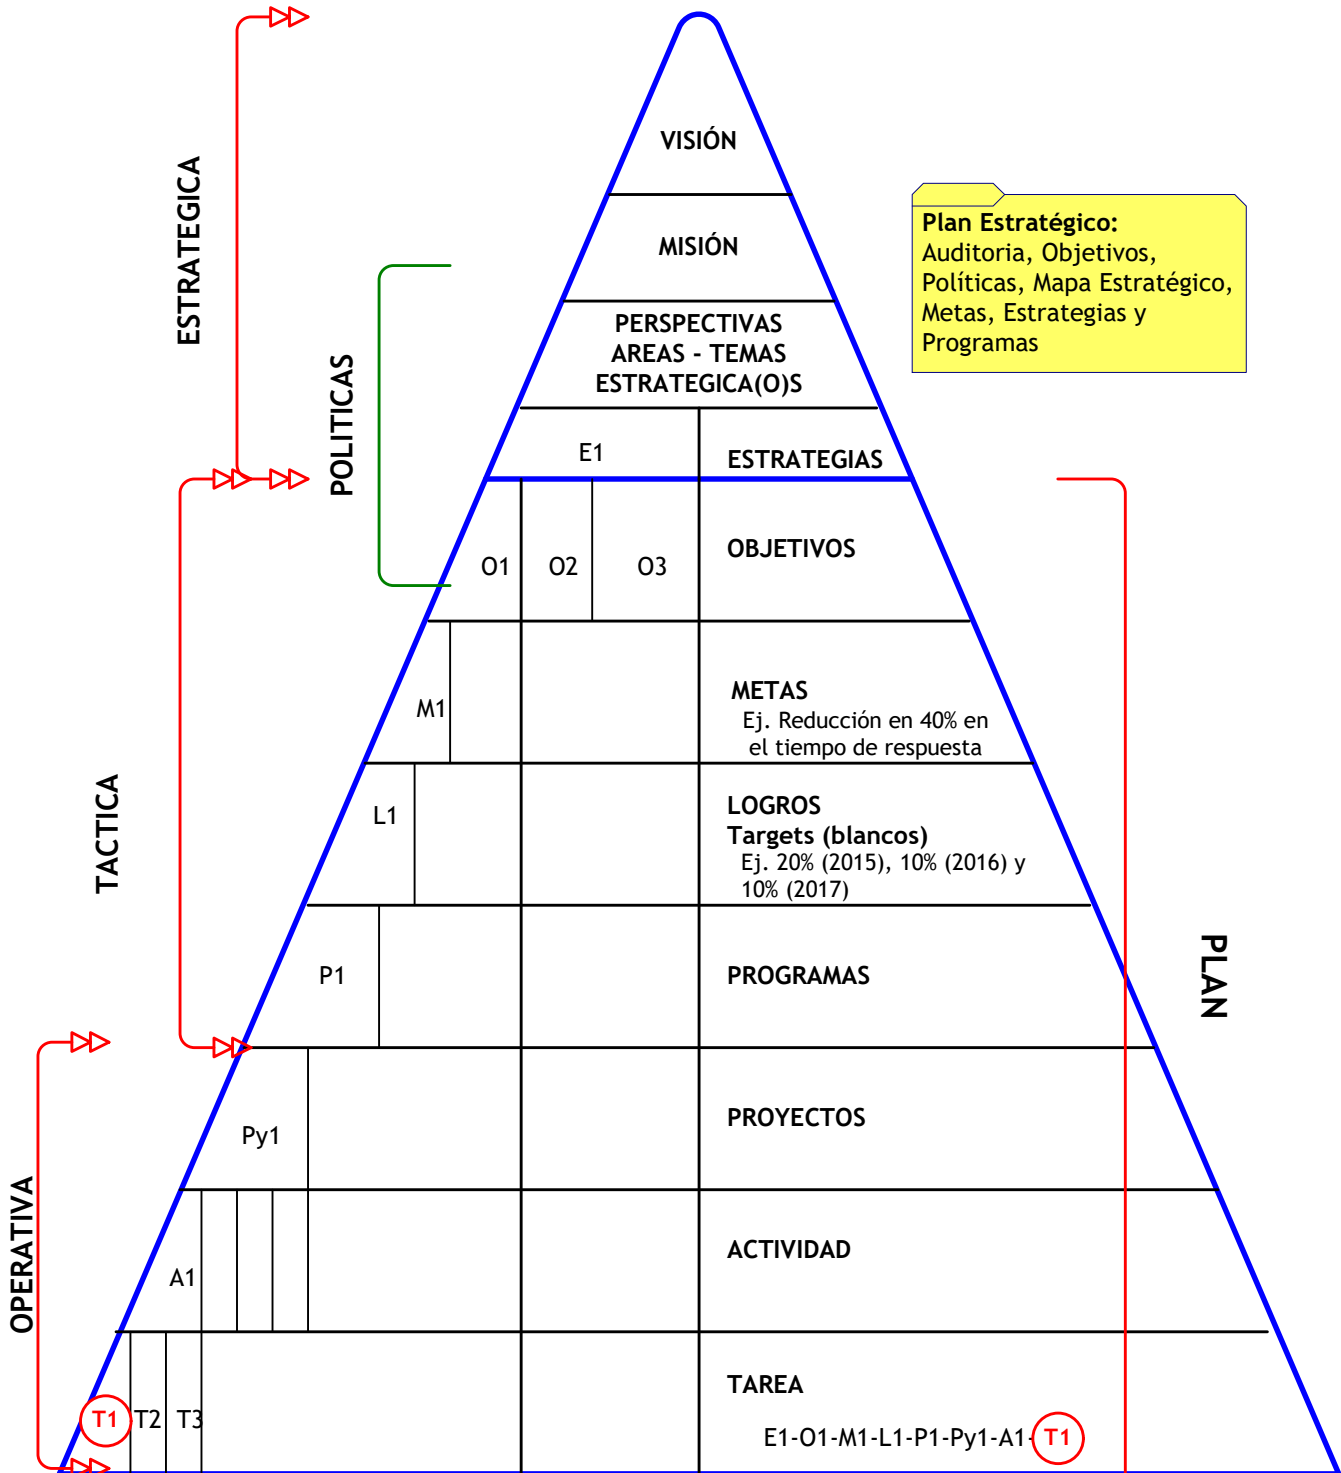 VISIÓN
MISIÓN
PERSPECTIVAS
AREAS - TEMAS
ESTRATEGICA(O)S
E1
ESTRATEGIAS
O1
O2
O3
OBJETIVOS
M1
METAS
Ej. Reducción en 40% en
el tiempo de respuesta
L1
LOGROS
Targets (blancos)
Ej. 20% (2015), 10% (2016) y
10% (2017)
P1
PROGRAMAS
Py1
PROYECTOS
A1
ACTIVIDAD
T1
T2
T3
TAREA
E1-O1-M1-L1-P1-Py1-A1- T1
ESTRATEGICA
POLITICAS
TACTICA
OPERATIVA
PLAN
Plan Estratégico:
Auditoria, Objetivos,
Políticas, Mapa Estratégico,
Metas, Estrategias y
Programas